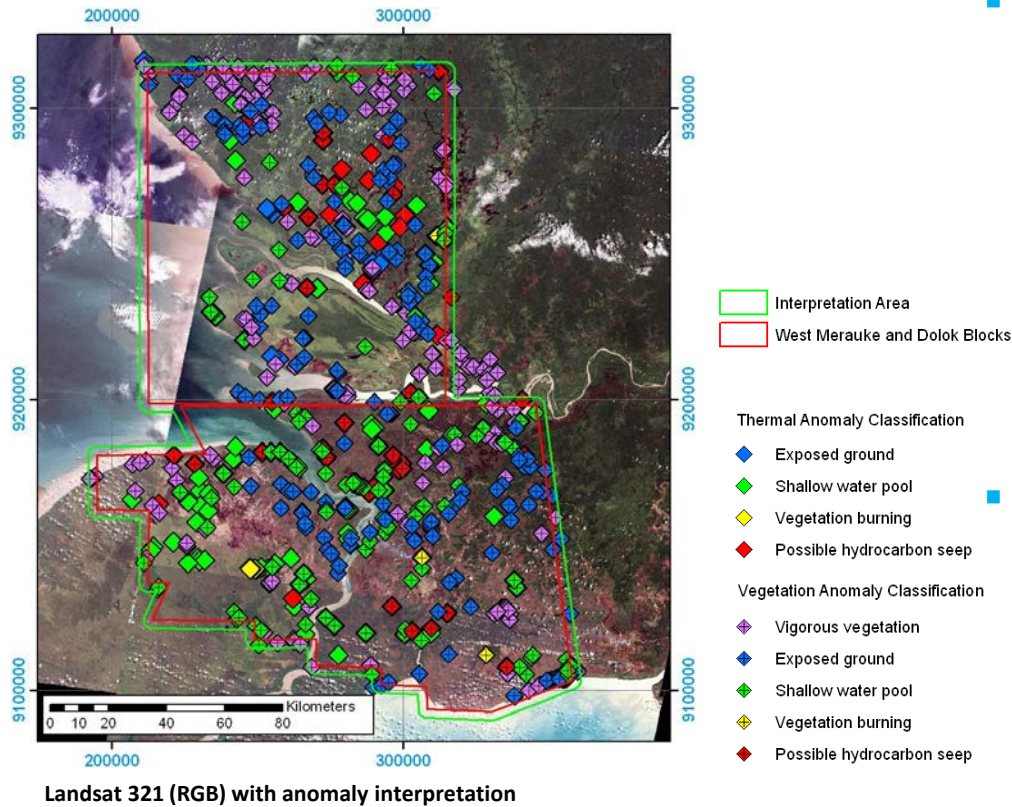 200000
300000
9300000
9300000
9200000
9200000
9100000
9100000
Kilometers
0 10 20 40 60 80
200000
300000
Interpretation Area
West Merauke and Dolok Blocks
Thermal Anomaly Classification
Exposed ground
Shallow water pool
Vegetation burning
Possible hydrocarbon seep
Vegetation Anomaly Classification
Vigorous vegetation
Exposed ground
Shallow water pool
Vegetation burning
Possible hydrocarbon seep
Landsat 321 (RGB) with anomaly interpretation